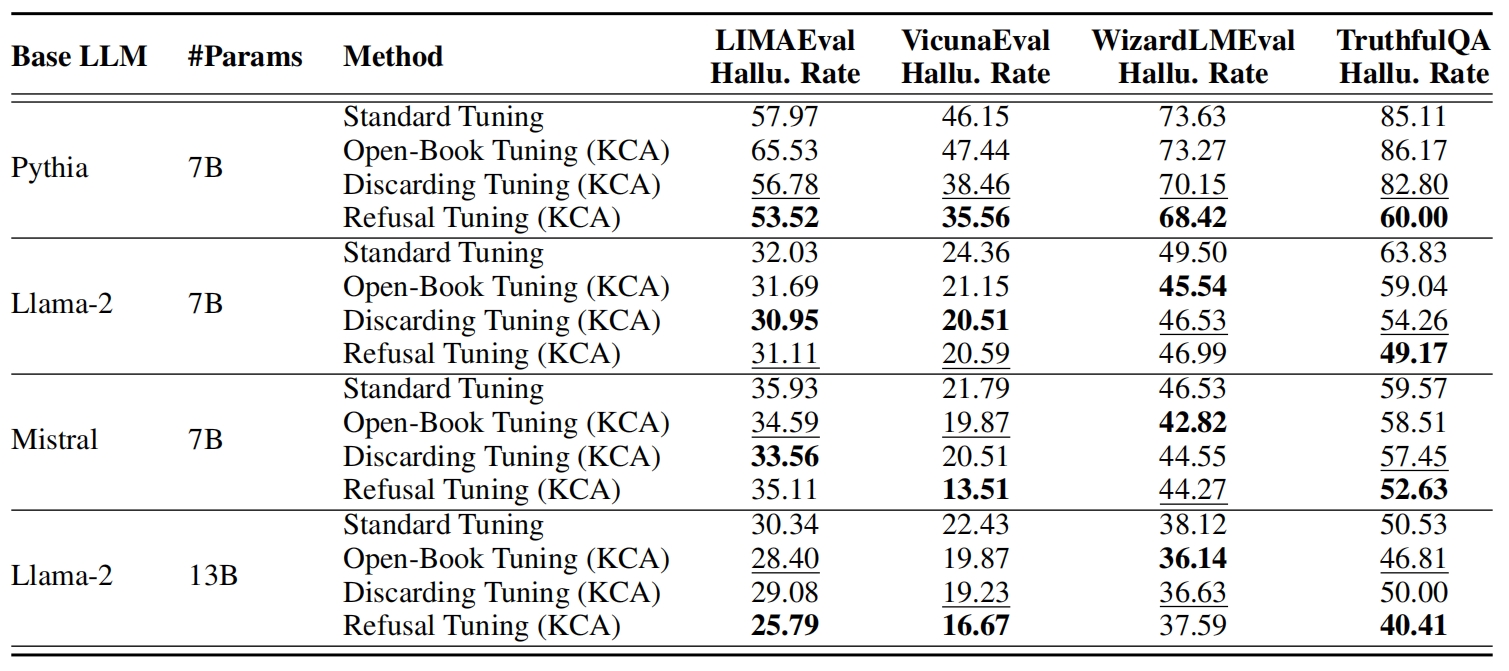 Base LLM #Params Method LIMAEval Hallu. Rate VicunaEval Hallu. Rate WizardLMEval Hallu. Rate TruthfulQA Hallu. Rate
Pythia 7B Standard Tuning 57.97 46.15 73.63 85.11
Open-Book Tuning (KCA) 65.53 47.44 73.27 86.17
Discarding Tuning (KCA) 56.78 38.46 70.15 82.80
Refusal Tuning (KCA) 53.52 35.56 68.42 60.00
Llama-2 7B Standard Tuning 32.03 24.36 49.50 63.83
Open-Book Tuning (KCA) 31.69 21.15 45.54 59.04
Discarding Tuning (KCA) 30.95 20.51 46.53 54.26
Refusal Tuning (KCA) 31.11 20.59 46.99 49.17
Mistral 7B Standard Tuning 35.93 21.79 46.53 59.57
Open-Book Tuning (KCA) 34.59 19.87 42.82 58.51
Discarding Tuning (KCA) 33.56 20.51 44.55 57.45
Refusal Tuning (KCA) 35.11 13.51 44.27 52.63
Llama-2 13B Standard Tuning 30.34 22.43 38.12 50.53
Open-Book Tuning (KCA) 28.40 19.87 36.14 46.81
Discarding Tuning (KCA) 29.08 19.23 36.63 50.00
Refusal Tuning (KCA) 25.79 16.67 37.59 40.41